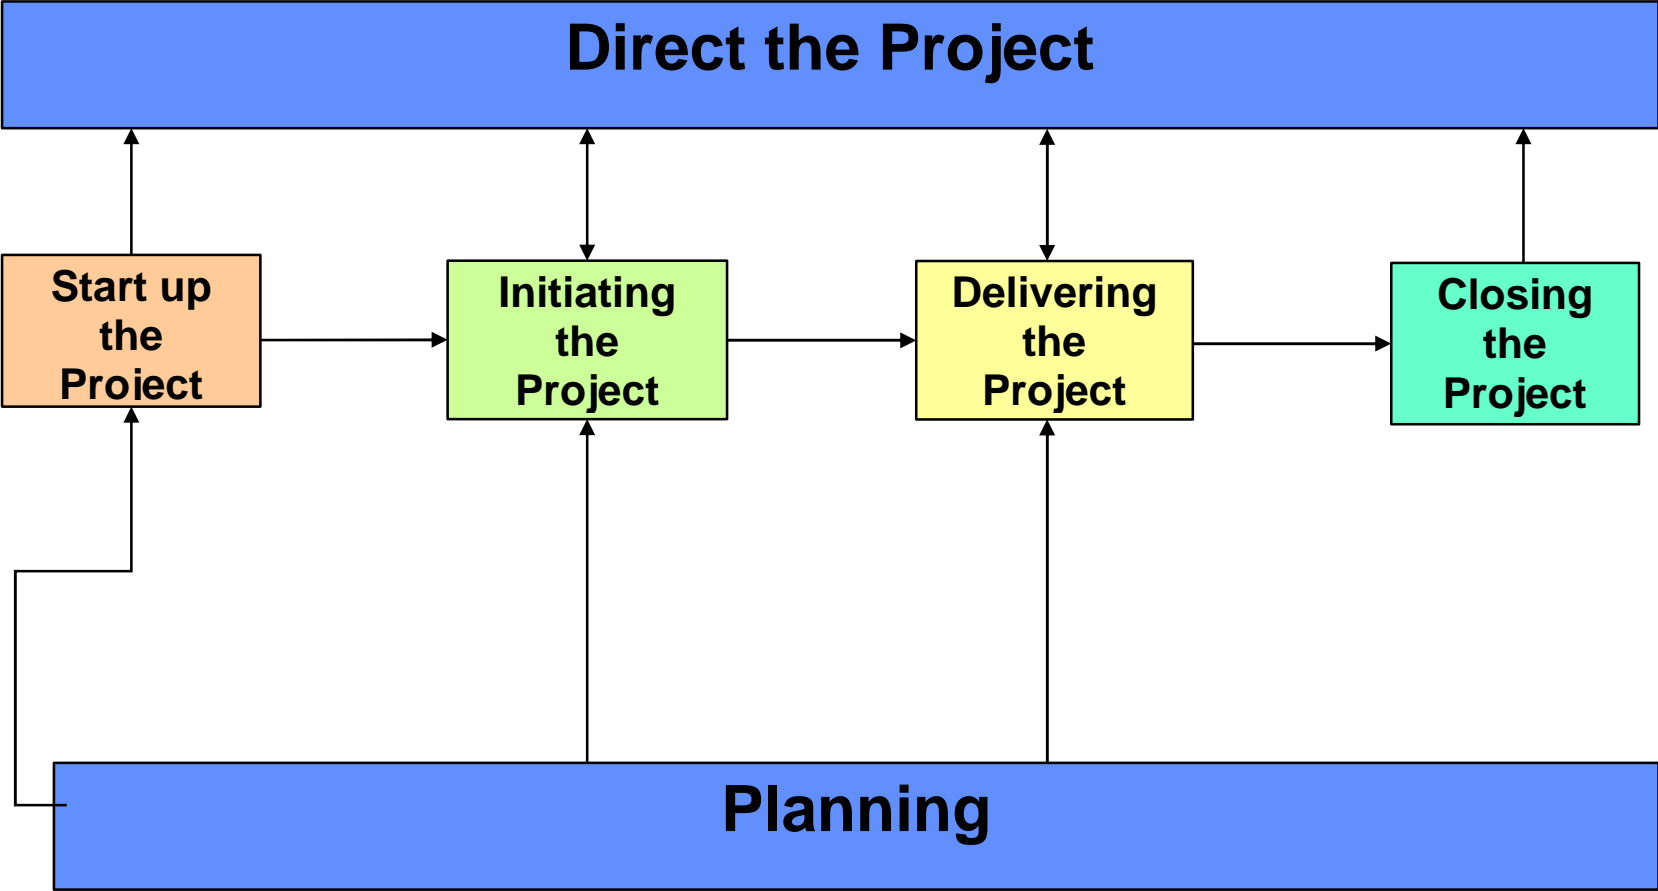 Direct the Project
Start up
the
Project
Initiating
the
Project
Delivering
the
Project
Closing
the
Project
Planning